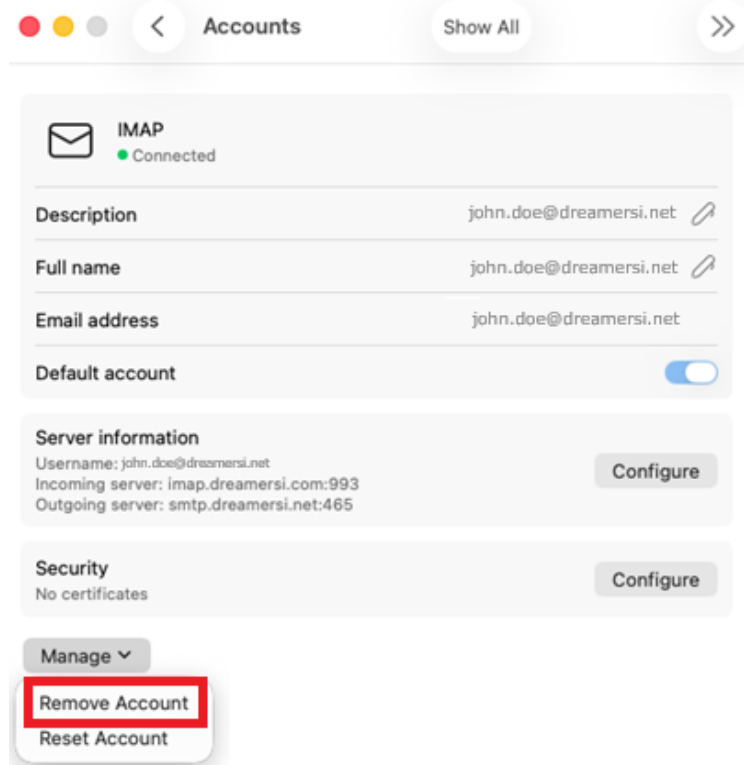 Accounts
Show All
IMAP
Connected
Description john.doe@dreamersi.net
Full name john.doe@dreamersi.net
Email address john.doe@dreamersi.net
Default account
Server information
Username: john.doe@dreamersi.net
Incoming server: imap.dreamersi.com:993
Outgoing server: smtp.dreamersi.net:465
Configure
Security
No certificates
Configure
Manage
Remove Account
Reset Account